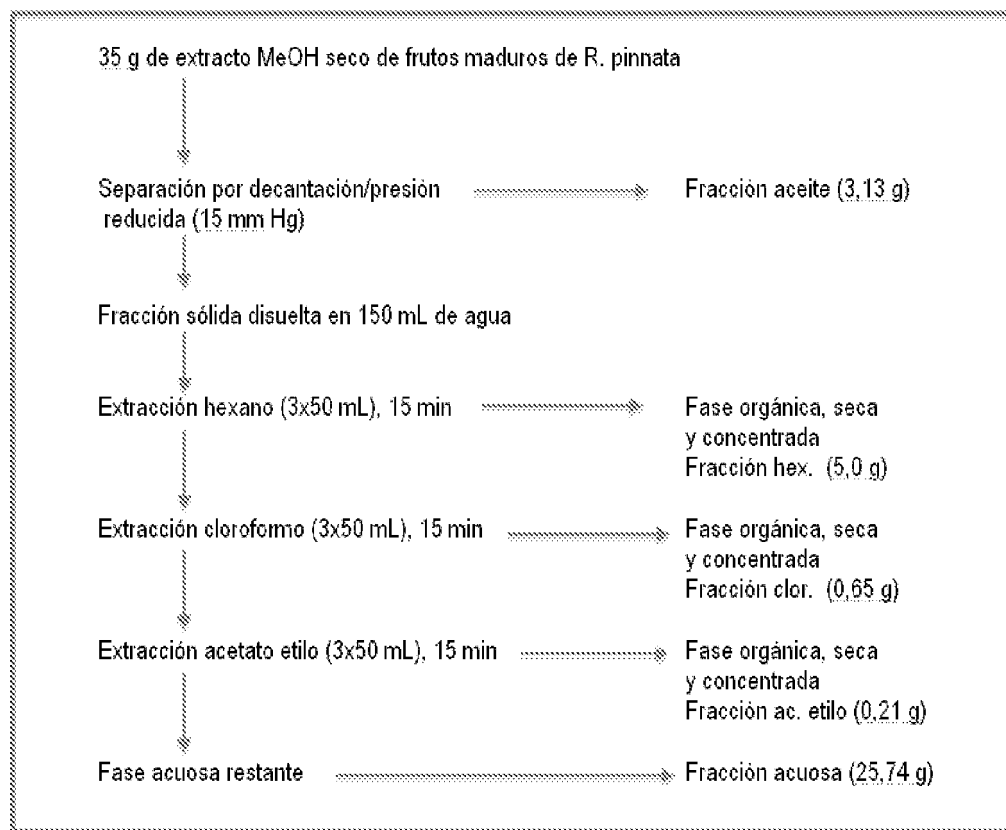 35 g de extracto MeOH seco de frutos maduros de R. pinnata
Separación por decantación/presión
reducida (15 mm Hg)
Fracción aceite (3,13 g)
Fracción sólida disuelta en 150 mL de agua
Extracción hexano (3x50 mL), 15 min
Fase orgánica, seca
y concentrada
Fracción hex. (5,0 g)
Extracción cloroformo (3x50 mL), 15 min
Fase orgánica, seca
y concentrada
Fracción clor. (0,65 g)
Extracción acetato etilo (3x50 mL), 15 min
Fase orgánica, seca
y concentrada
Fracción ac. etilo (0,21 g)
Fase acuosa restante
Fracción acuosa (25,74 g)